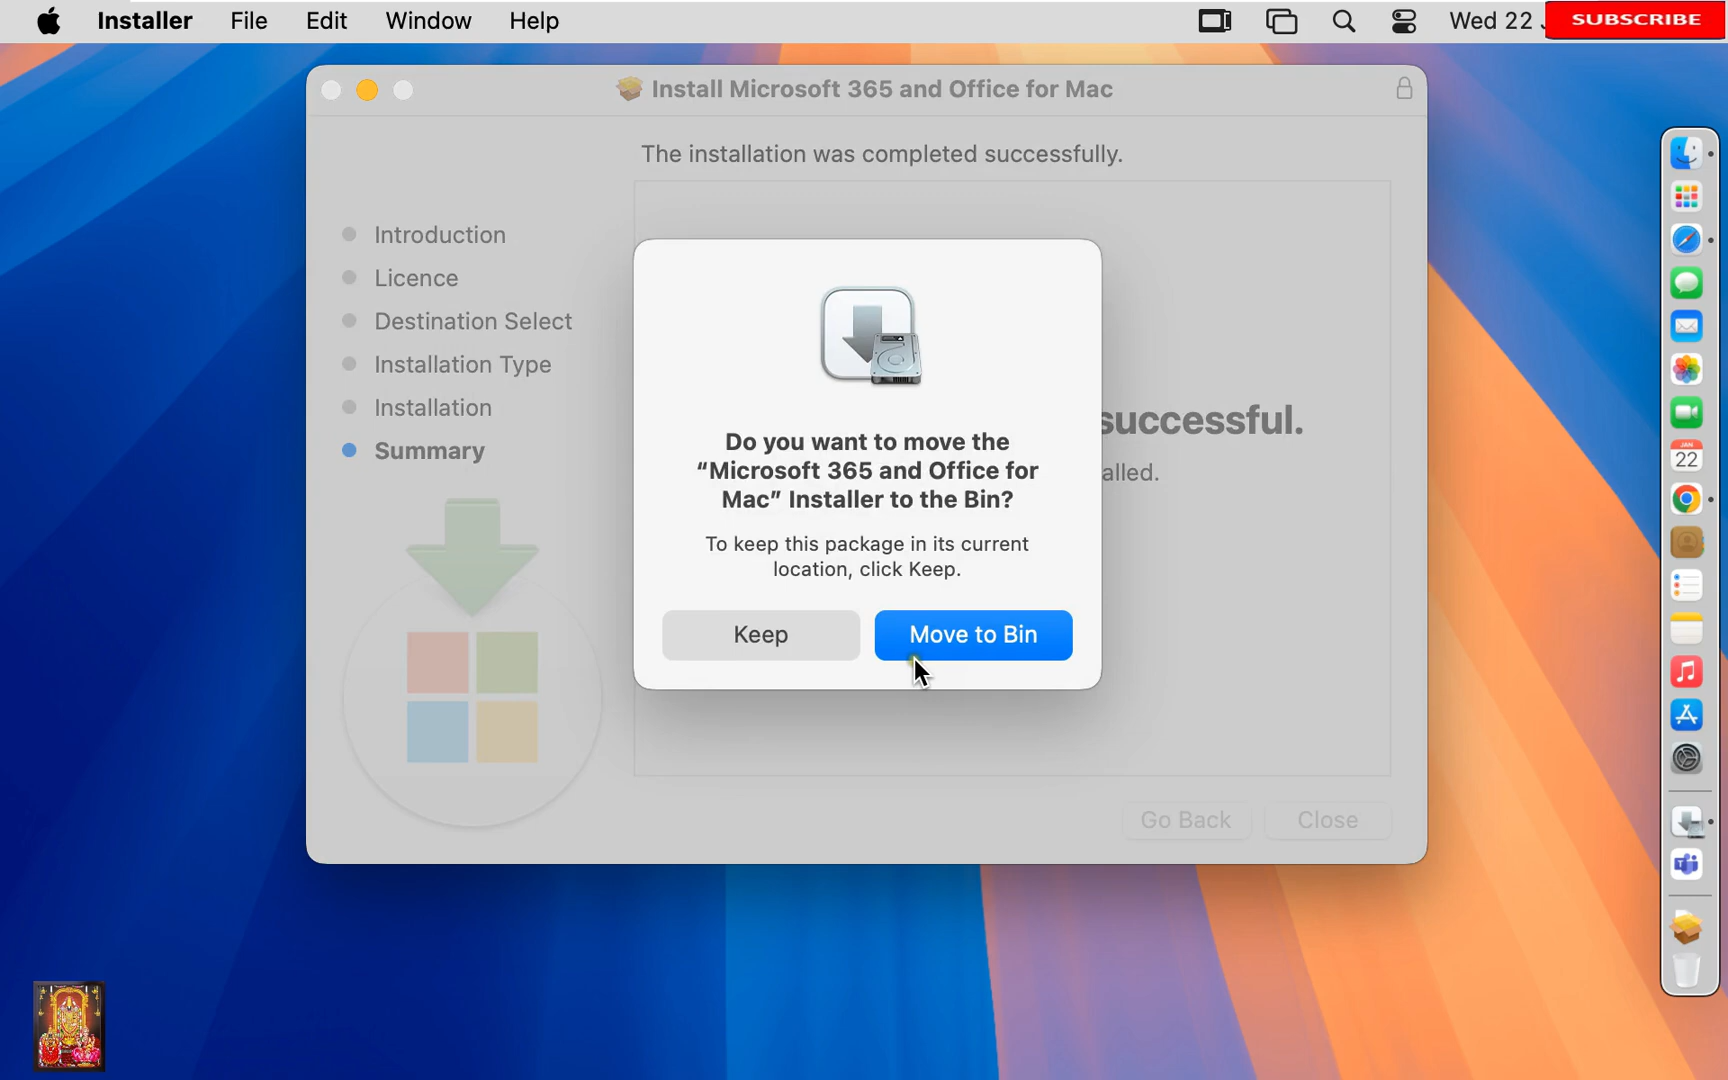 Installer File Edit Window Help Wed 22 SUBSCRIBE
Install Microsoft 365 and Office for Mac
The installation was completed successfully.
Introduction
Licence
Destination Select
Installation Type
Installation
Summary
successful.
alled.
Do you want to move the
“Microsoft 365 and Office for
Mac” Installer to the Bin?
To keep this package in its current
location, click Keep.
Keep Move to Bin
Go Back Close
JAN
22